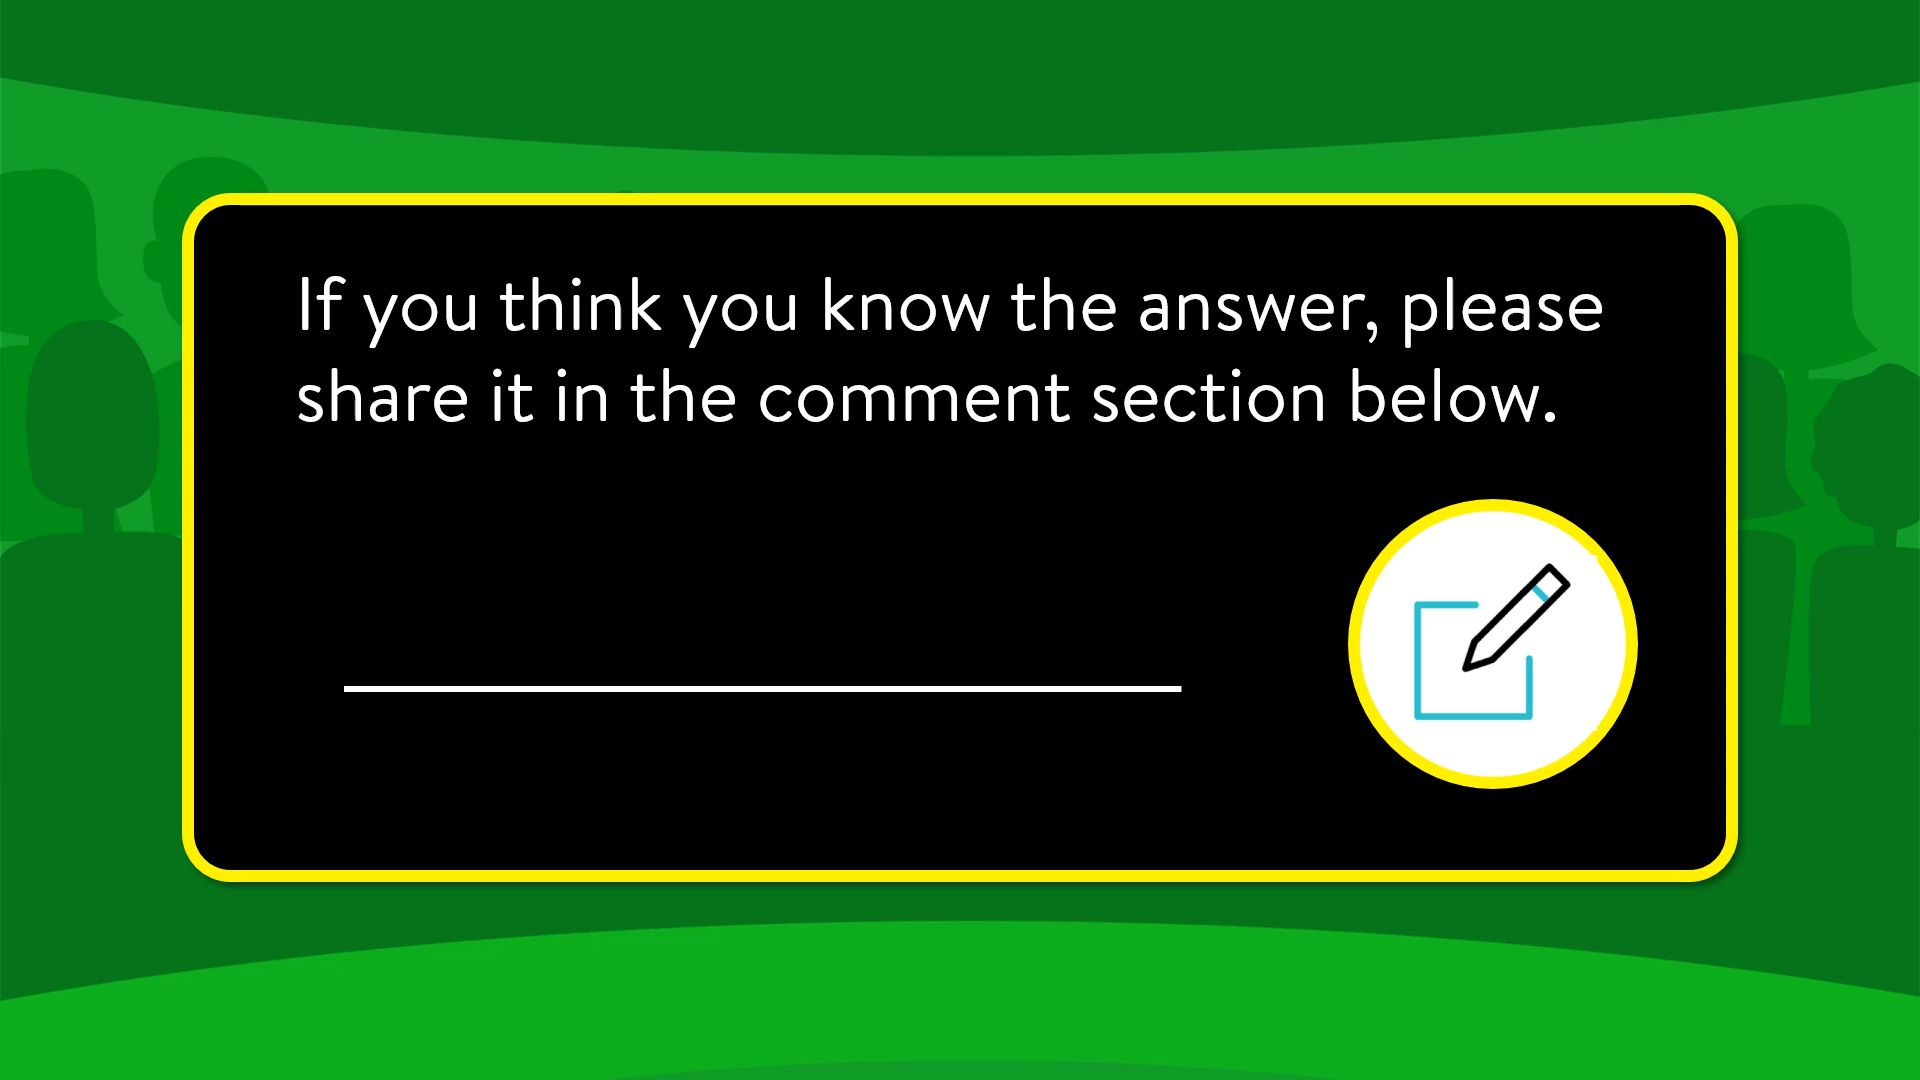 If you think you know the answer, please
share it in the comment section below.